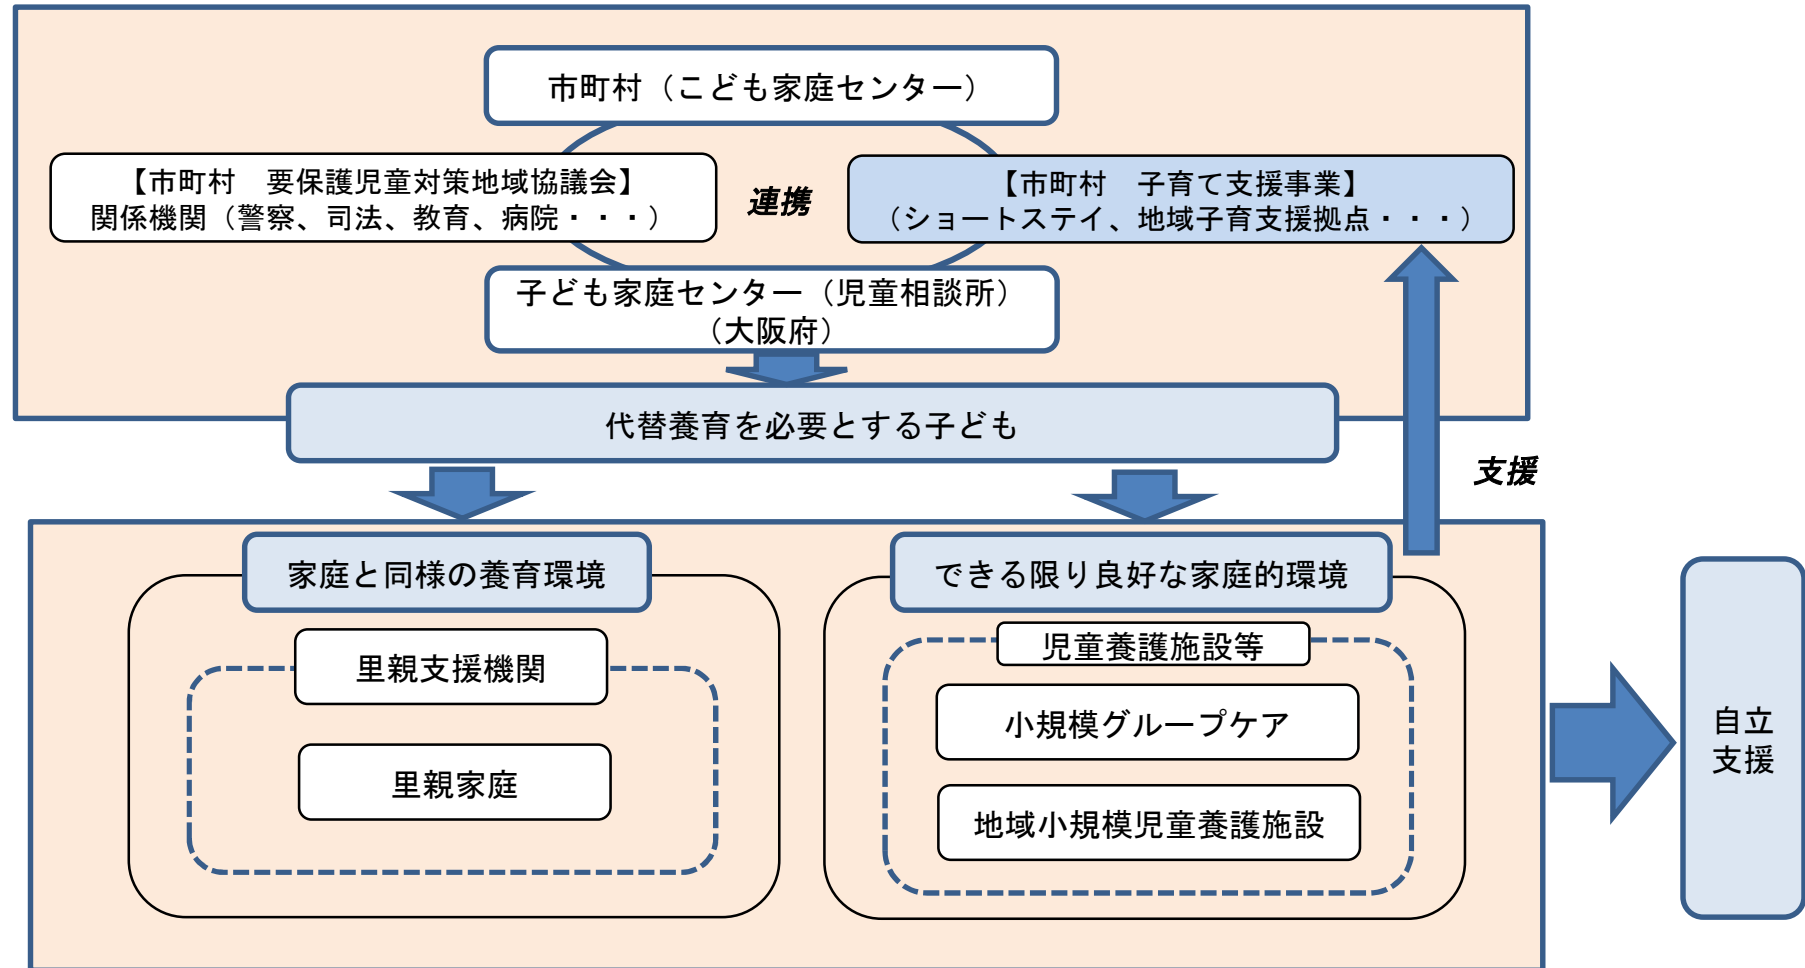 市町村（こども家庭センター）
【市町村　要保護児童対策地域協議会】
関係機関（警察、司法、教育、病院・・・）
連携
【市町村　子育て支援事業】
（ショートステイ、地域子育支援拠点・・・）
子ども家庭センター（児童相談所）
（大阪府）
代替養育を必要とする子ども
支援
家庭と同様の養育環境
里親支援機関
里親家庭
できる限り良好な家庭的環境
児童養護施設等
小規模グループケア
地域小規模児童養護施設
自立
支援